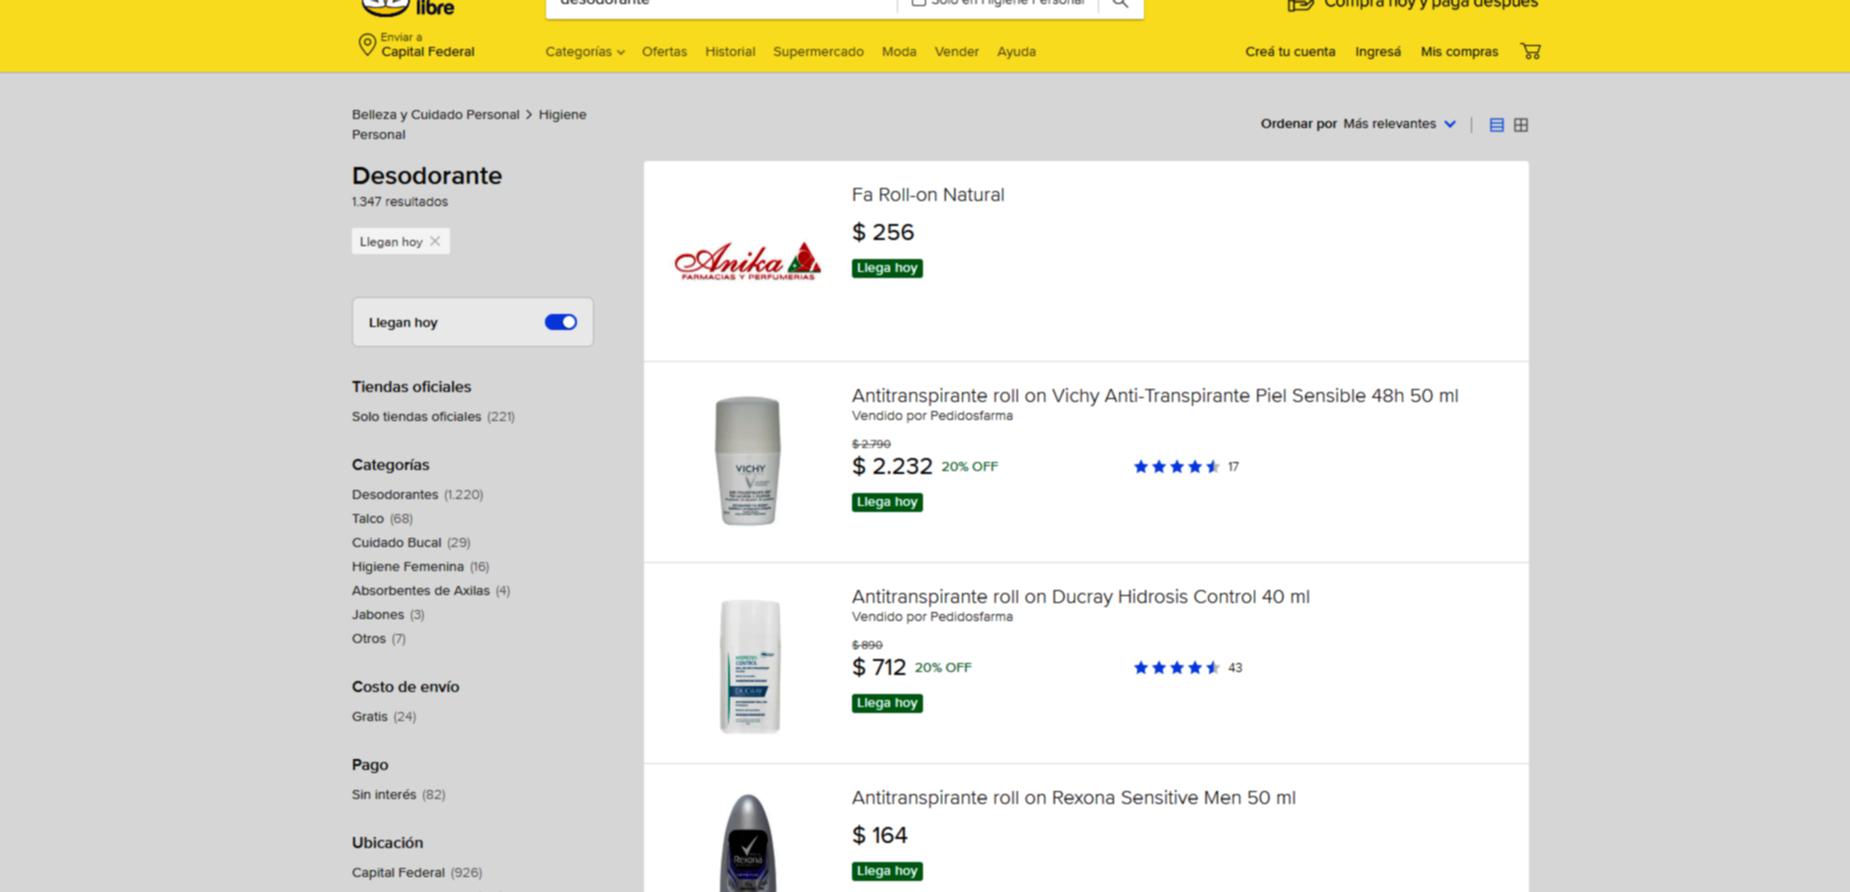 libre
desodorante
Solo en Higiene Personal
Compra hoy y paga después
Enviar a
Capital Federal
Categorías
Ofertas
Historial
Supermercado
Moda
Vender
Ayuda
Creá tu cuenta
Ingresá
Mis compras
Belleza y Cuidado Personal > Higiene
Personal
Ordenar por Más relevantes
Desodorante
1.347 resultados
Llegan hoy
Llegan hoy
Tiendas oficiales
Solo tiendas oficiales (221)
Categorías
Desodorantes (1.220)
Talco (68)
Cuidado Bucal (29)
Higiene Femenina (16)
Absorbentes de Axilas (4)
Jabones (3)
Otros (7)
Costo de envío
Gratis (24)
Pago
Sin interés (82)
Ubicación
Capital Federal (926)
Anika
FARMACIAS Y PERFUMERIAS
Fa Roll-on Natural
$ 256
Llega hoy
VICHY
Antitranspirante roll on Vichy Anti-Transpirante Piel Sensible 48h 50 ml
Vendido por Pedidosfarma
$ 2.790
$ 2.232 20% OFF
17
Llega hoy
CONTROL
DUCRAY
Antitranspirante roll on Ducray Hidrosis Control 40 ml
Vendido por Pedidosfarma
$ 890
$ 712 20% OFF
43
Llega hoy
Rexona
Antitranspirante roll on Rexona Sensitive Men 50 ml
$ 164
Llega hoy